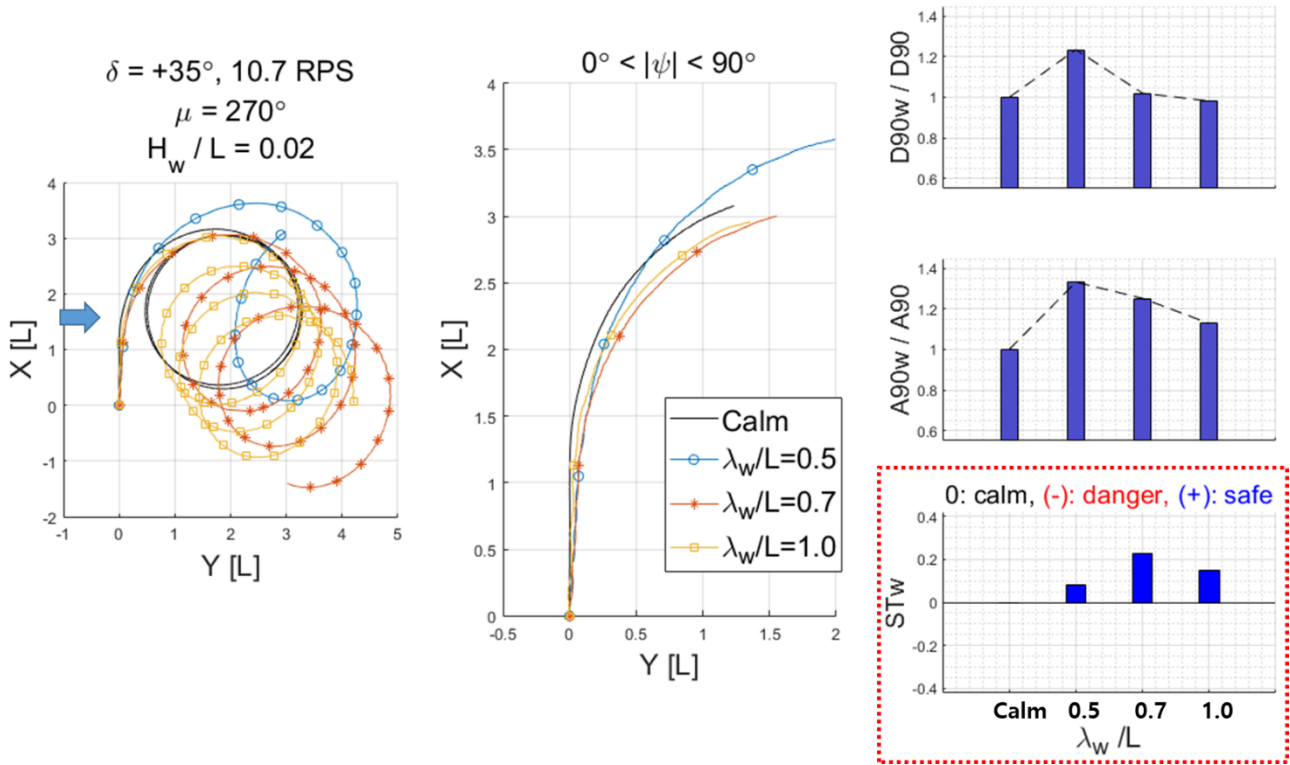 δ = +35°, 10.7 RPS
μ = 270°
H_w / L = 0.02
4
3
2
1
0
-1
-2
X [L]
-1
0
1
2
3
4
5
Y [L]
0° < |ψ| < 90°
4
3.5
3
2.5
2
1.5
1
0.5
0
X [L]
-0.5
0
0.5
1
1.5
2
Y [L]
Calm
λ_w/L=0.5
λ_w/L=0.7
λ_w/L=1.0
D90w / D90
1.4
1.2
1
0.8
0.6
A90w / A90
1.4
1.2
1
0.8
0.6
0: calm, (-): danger, (+): safe
STw
0.4
0.2
0
-0.2
-0.4
Calm
0.5
0.7
1.0
λ_w /L